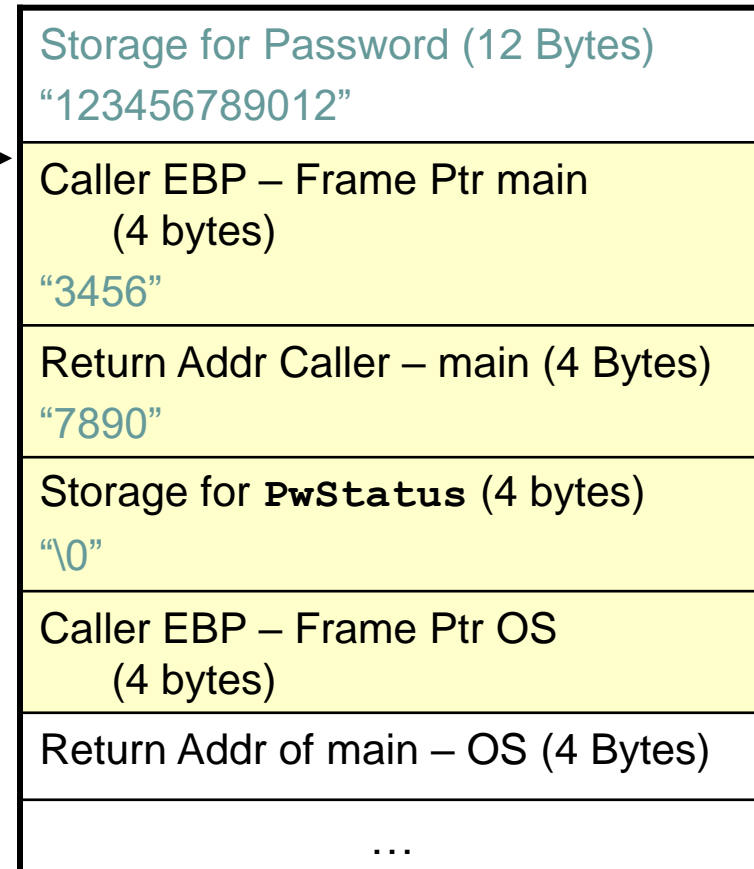 Storage for Password (12 Bytes)
“123456789012”
Caller EBP – Frame Ptr main
(4 bytes)
“3456”
Return Addr Caller – main (4 Bytes)
“7890”
Storage for PwStatus (4 bytes)
“\0”
Caller EBP – Frame Ptr OS
(4 bytes)
Return Addr of main – OS (4 Bytes)
…